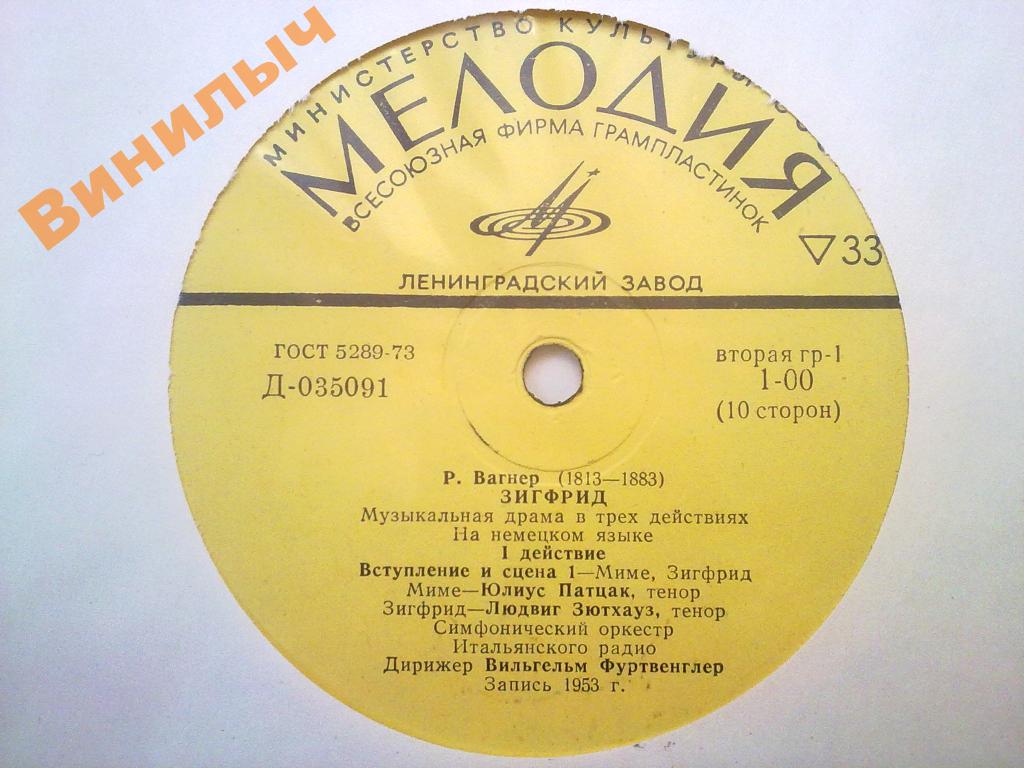 Винилыч
МИНИСТЕРСТВО КУЛЬТУРЫ
МЕЛОДИЯ
ВСЕСОЮЗНАЯ ФИРМА ГРАМПЛАСТИНОК
▽33
ЛЕНИНГРАДСКИЙ ЗАВОД
ГОСТ 5289-73
Д-035091
вторая гр-1
1-00
(10 сторон)
Р. Вагнер (1813—1883)
ЗИГФРИД
Музыкальная драма в трех действиях
На немецком языке
I действие
Вступление и сцена 1—Миме, Зигфрид
Миме—Юлиус Патцак, тенор
Зигфрид—Людвиг Зютхауз, тенор
Симфонический оркестр
Итальянского радио
Дирижер Вильгельм Фуртвенглер
Запись 1953 г.